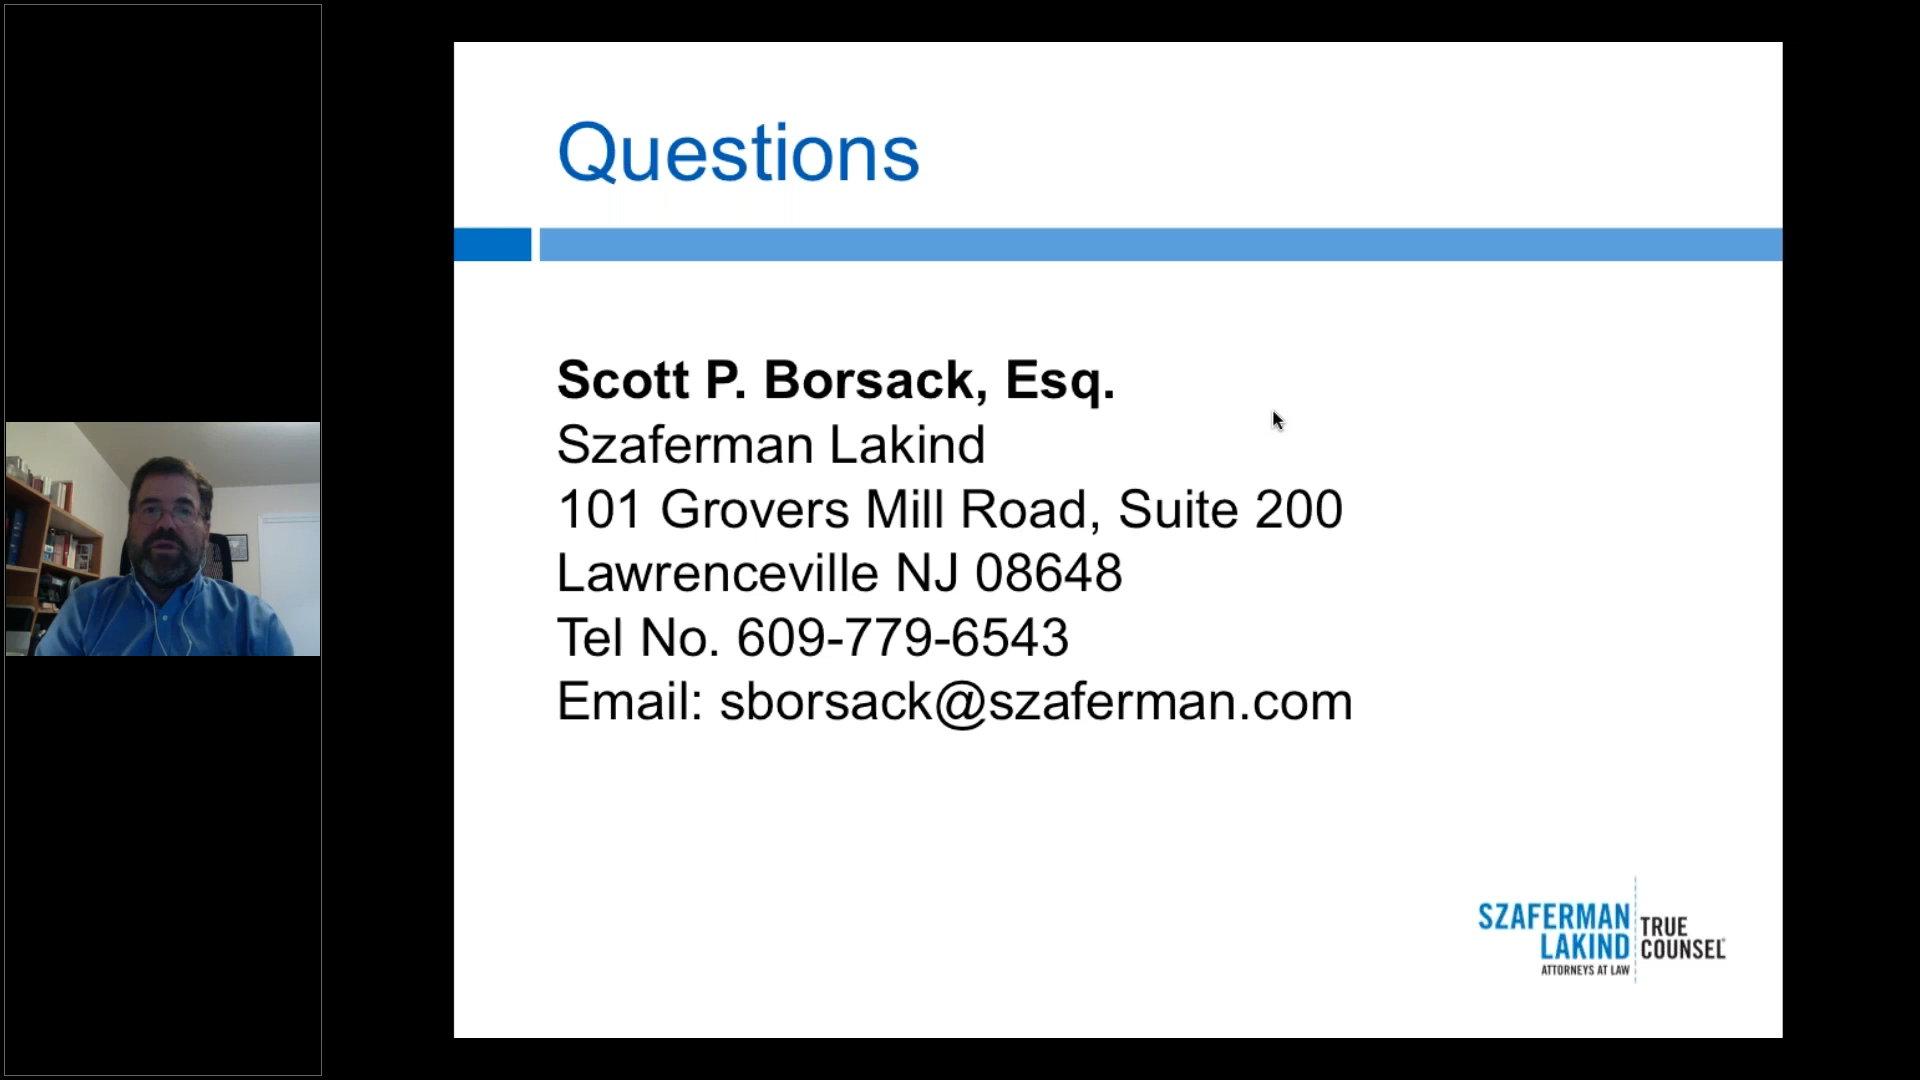 Questions
Scott P. Borsack, Esq.
Szaferman Lakind
101 Grovers Mill Road, Suite 200
Lawrenceville NJ 08648
Tel No. 609-779-6543
Email: sborsack@szaferman.com
SZAFERMAN
LAKIND
ATTORNEYS AT LAW
TRUE
COUNSEL